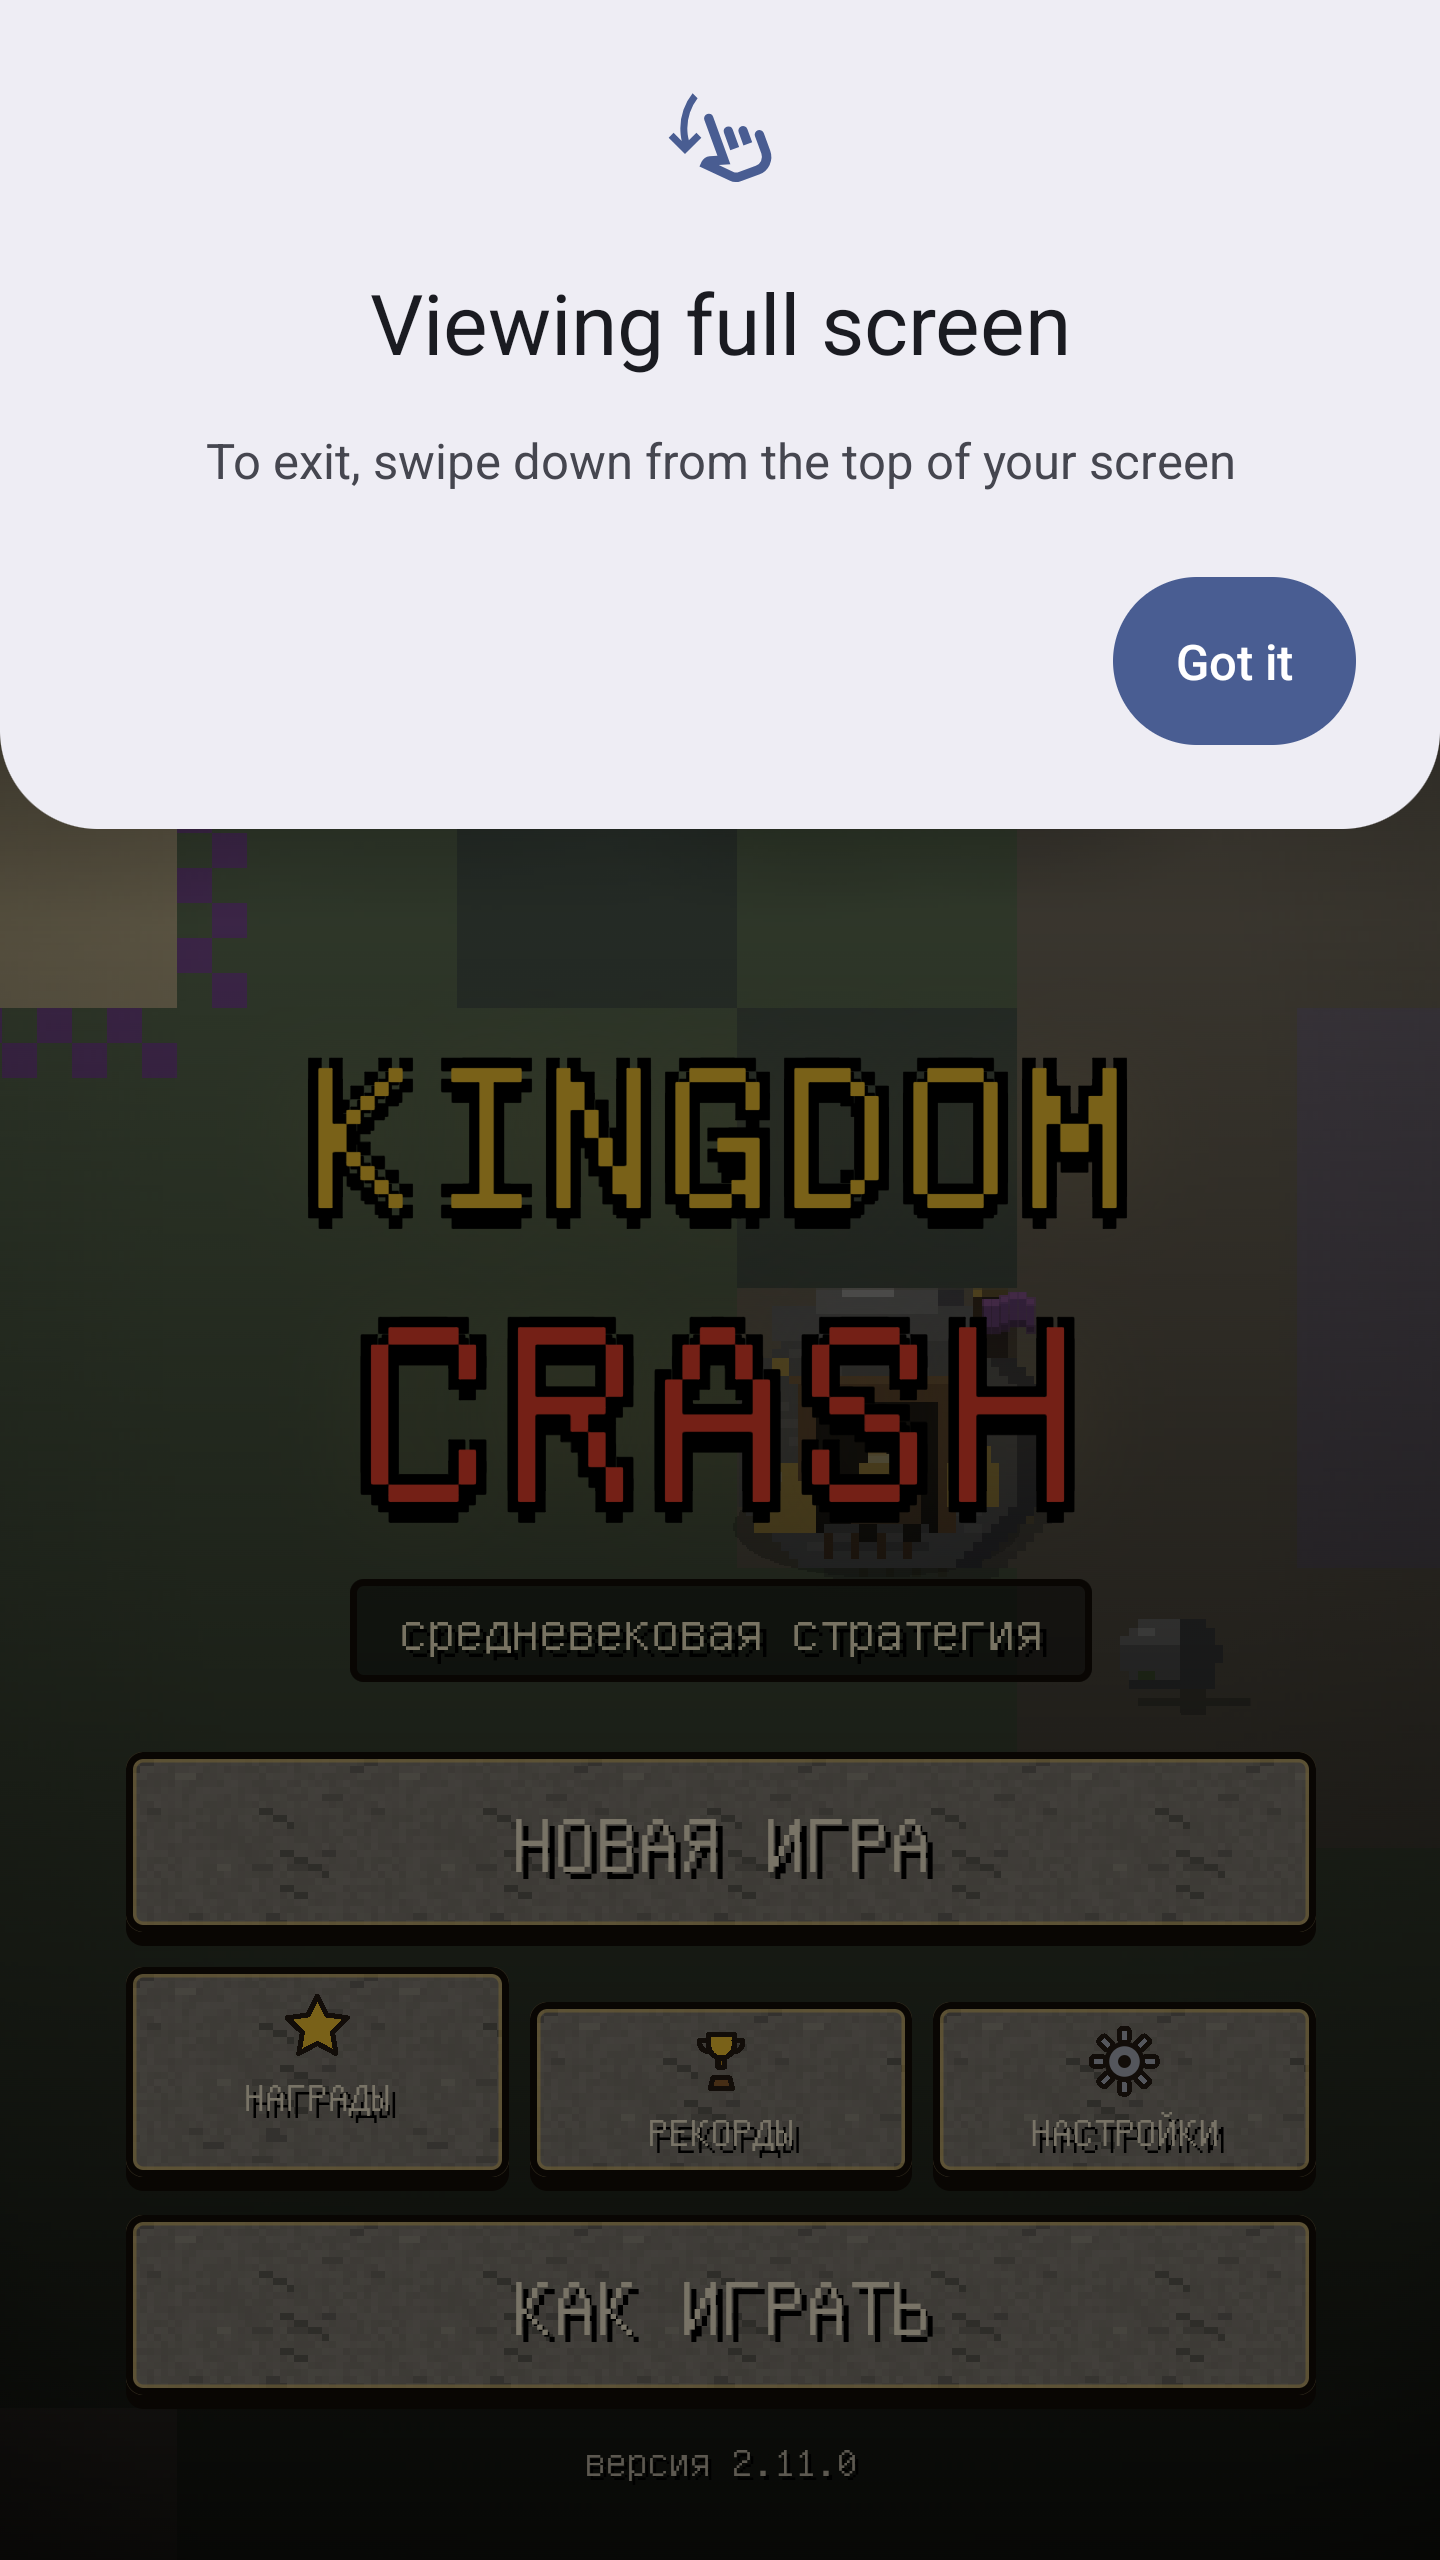 Viewing full screen
To exit, swipe down from the top of your screen
Got it
KINGDOM
CRASH
средневековая стратегия
НОВАЯ ИГРА
НАГРАДЫ
РЕКОРДЫ
НАСТРОЙКИ
КАК ИГРАТЬ
версия 2.11.0